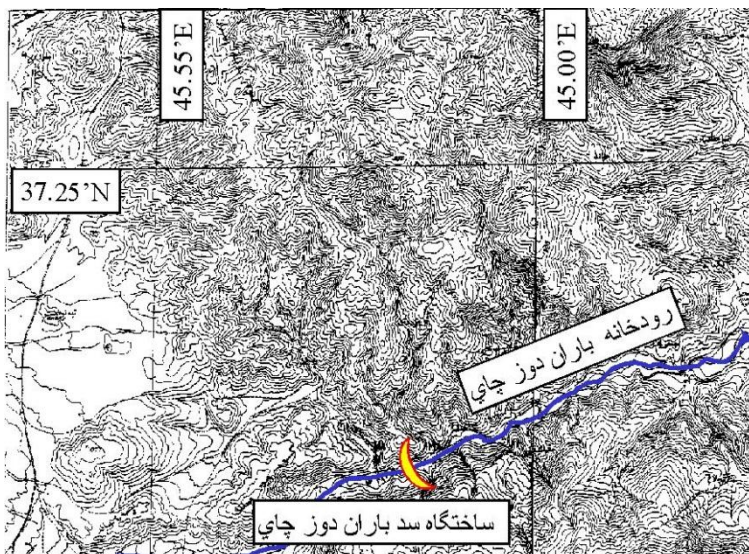 45.55’E
45.00’E
37.25’N
رودخانه باران دوز چاي
ساختگاه سد باران دوز چاي